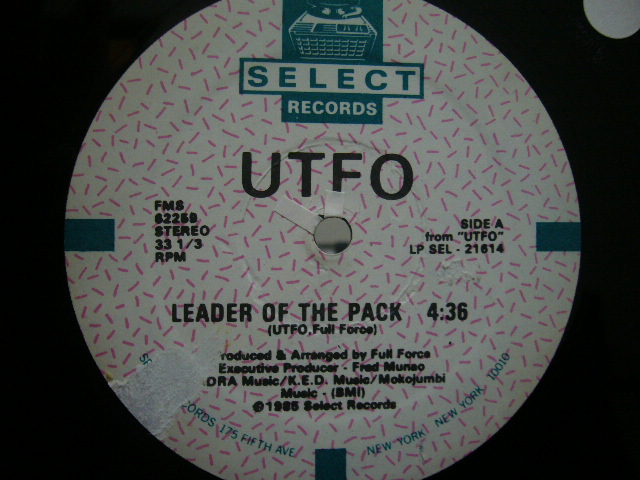 SELECT
RECORDS
UTFO
FMS
62259
STEREO
33 1/3
RPM
SIDE A
from "UTFO"
LP SEL - 21614
LEADER OF THE PACK 4:36
(UTFO, Full Force)
roduced & Arranged by Full Force
Executive Producer - Fred Munao
DRA Music/K.E.D. Music/Mokojumbi
Music - (BMI)
©1985 Select Records
CORDS 175 FIFTH AVE. NEW YORK NEW YORK 10010